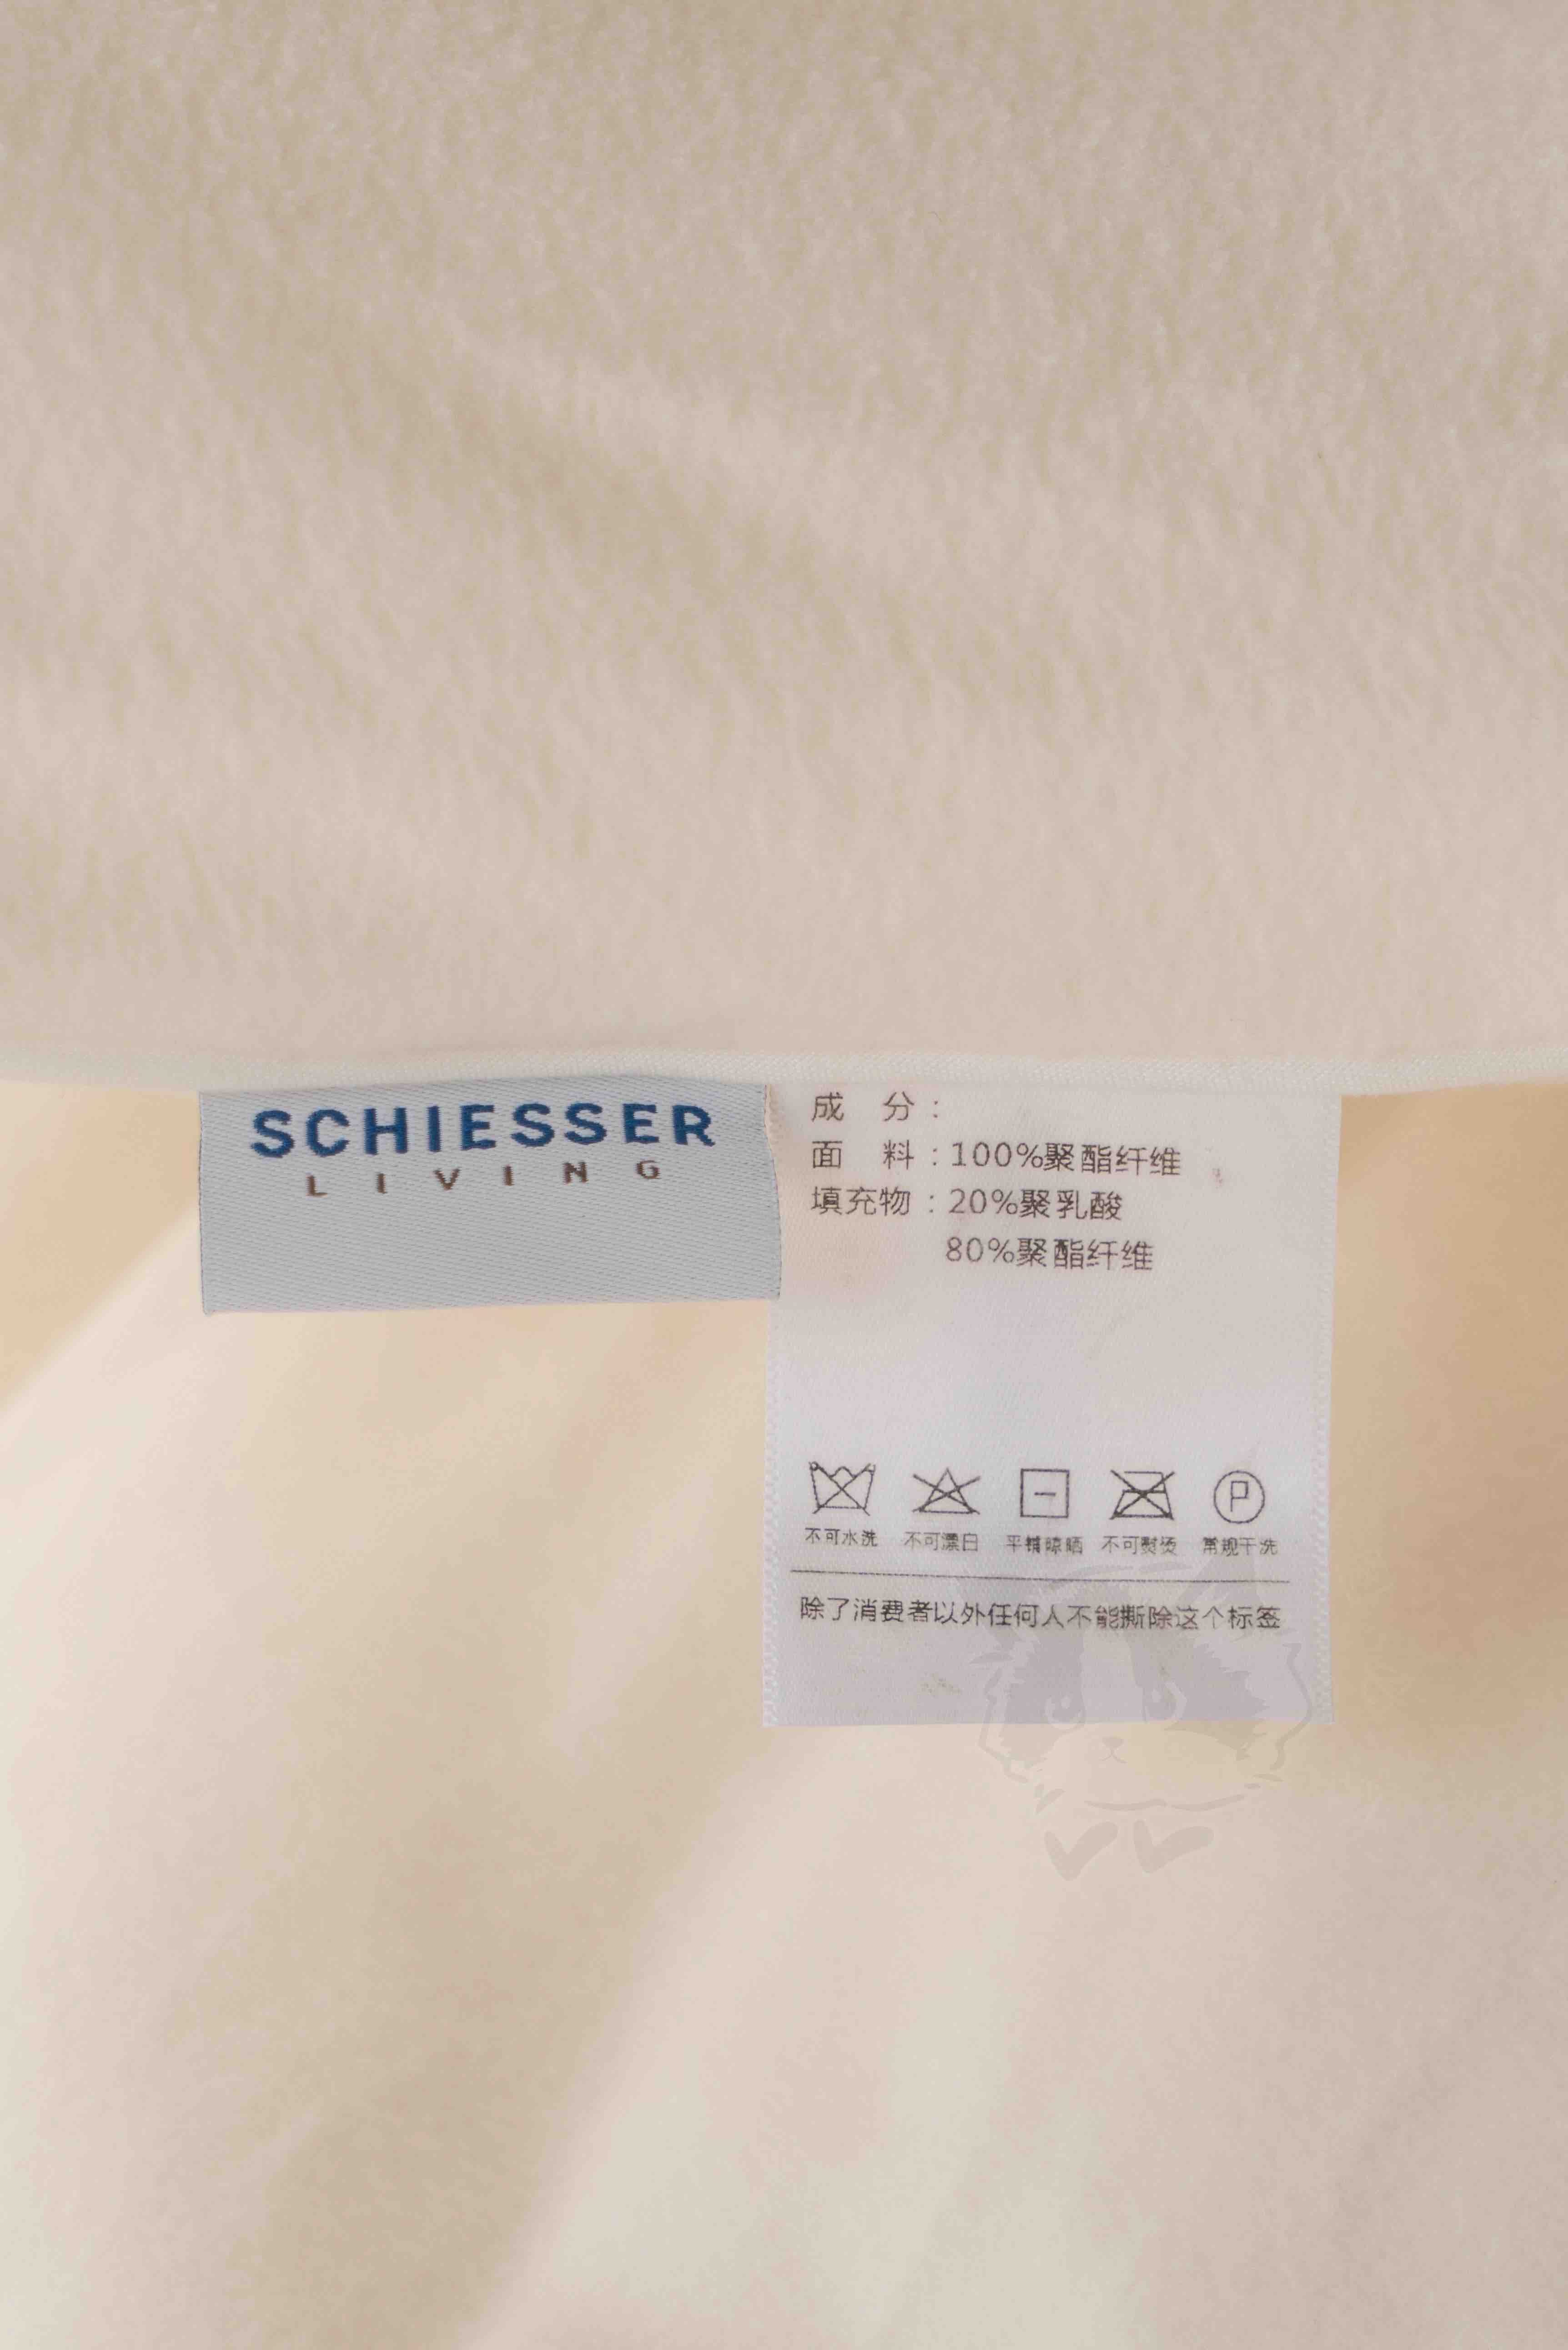 SCHIESSER
LIVING
成 分：
面 料：100%聚酯纤维
填充物：20%聚乳酸
80%聚酯纤维
不可水洗 不可漂白 平铺晾晒 不可熨烫 常规干洗
除了消费者以外任何人不能撕除这个标签